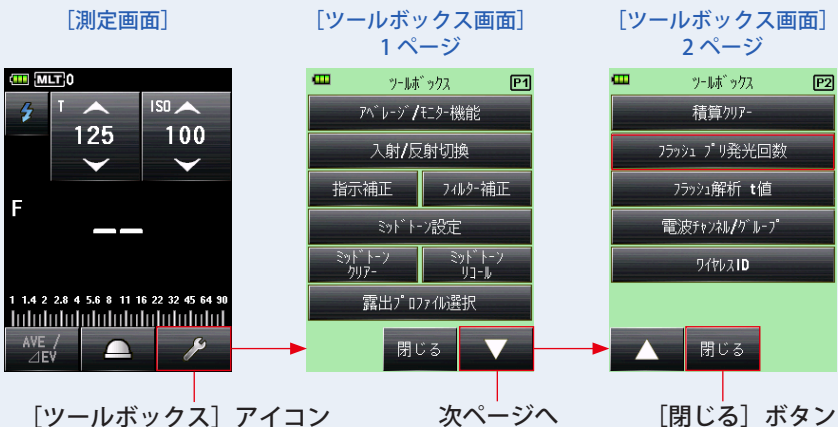 ［測定画面］
［ツールボックス画面］
1 ページ
［ツールボックス画面］
2 ページ
MLT 0
T
125
ISO
100
F
--
1 1.4 2 2.8 4 5.6 8 11 16 22 32 45 64 90
AVE /
⊿EV
ﾂｰﾙﾎﾞｯｸｽ P1
ｱﾍﾞﾚｰｼﾞ/ﾓﾆﾀｰ機能
入射/反射切換
指示補正 ﾌｨﾙﾀｰ補正
ﾐｯﾄﾞﾄｰﾝ設定
ﾐｯﾄﾞﾄｰﾝ
ｸﾘｱｰ
ﾐｯﾄﾞﾄｰﾝ
ﾘｺｰﾙ
露出ﾌﾟﾛﾌｧｲﾙ選択
閉じる
ﾂｰﾙﾎﾞｯｸｽ P2
積算ｸﾘｱｰ
ﾌﾗｯｼｭ ﾌﾟﾘ発光回数
ﾌﾗｯｼｭ解析 t値
電波ﾁｬﾝﾈﾙ/ｸﾞﾙｰﾌﾟ
ﾜｲﾔﾚｽID
閉じる
［ツールボックス］アイコン
次ページへ
［閉じる］ボタン